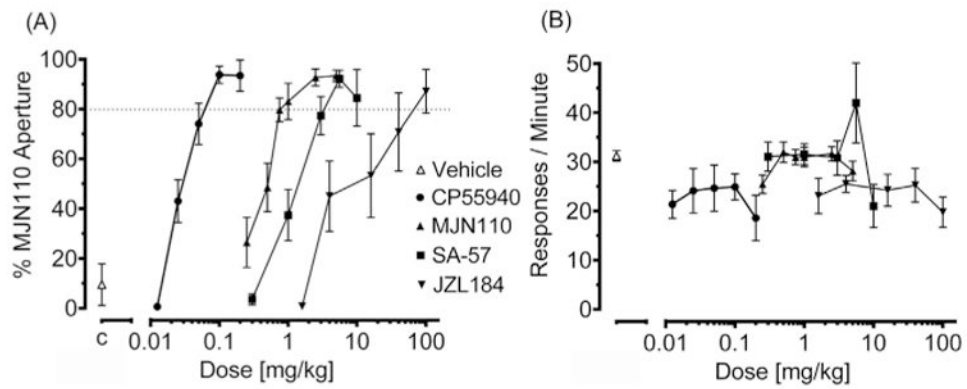 (A)
% MJN110 Aperture
100
80
60
40
20
0
c
0.01
0.1
1
10
100
Dose [mg/kg]
Vehicle
CP55940
MJN110
SA-57
JZL184
(B)
Responses / Minute
50
40
30
20
10
0
0.01
0.1
1
10
100
Dose [mg/kg]